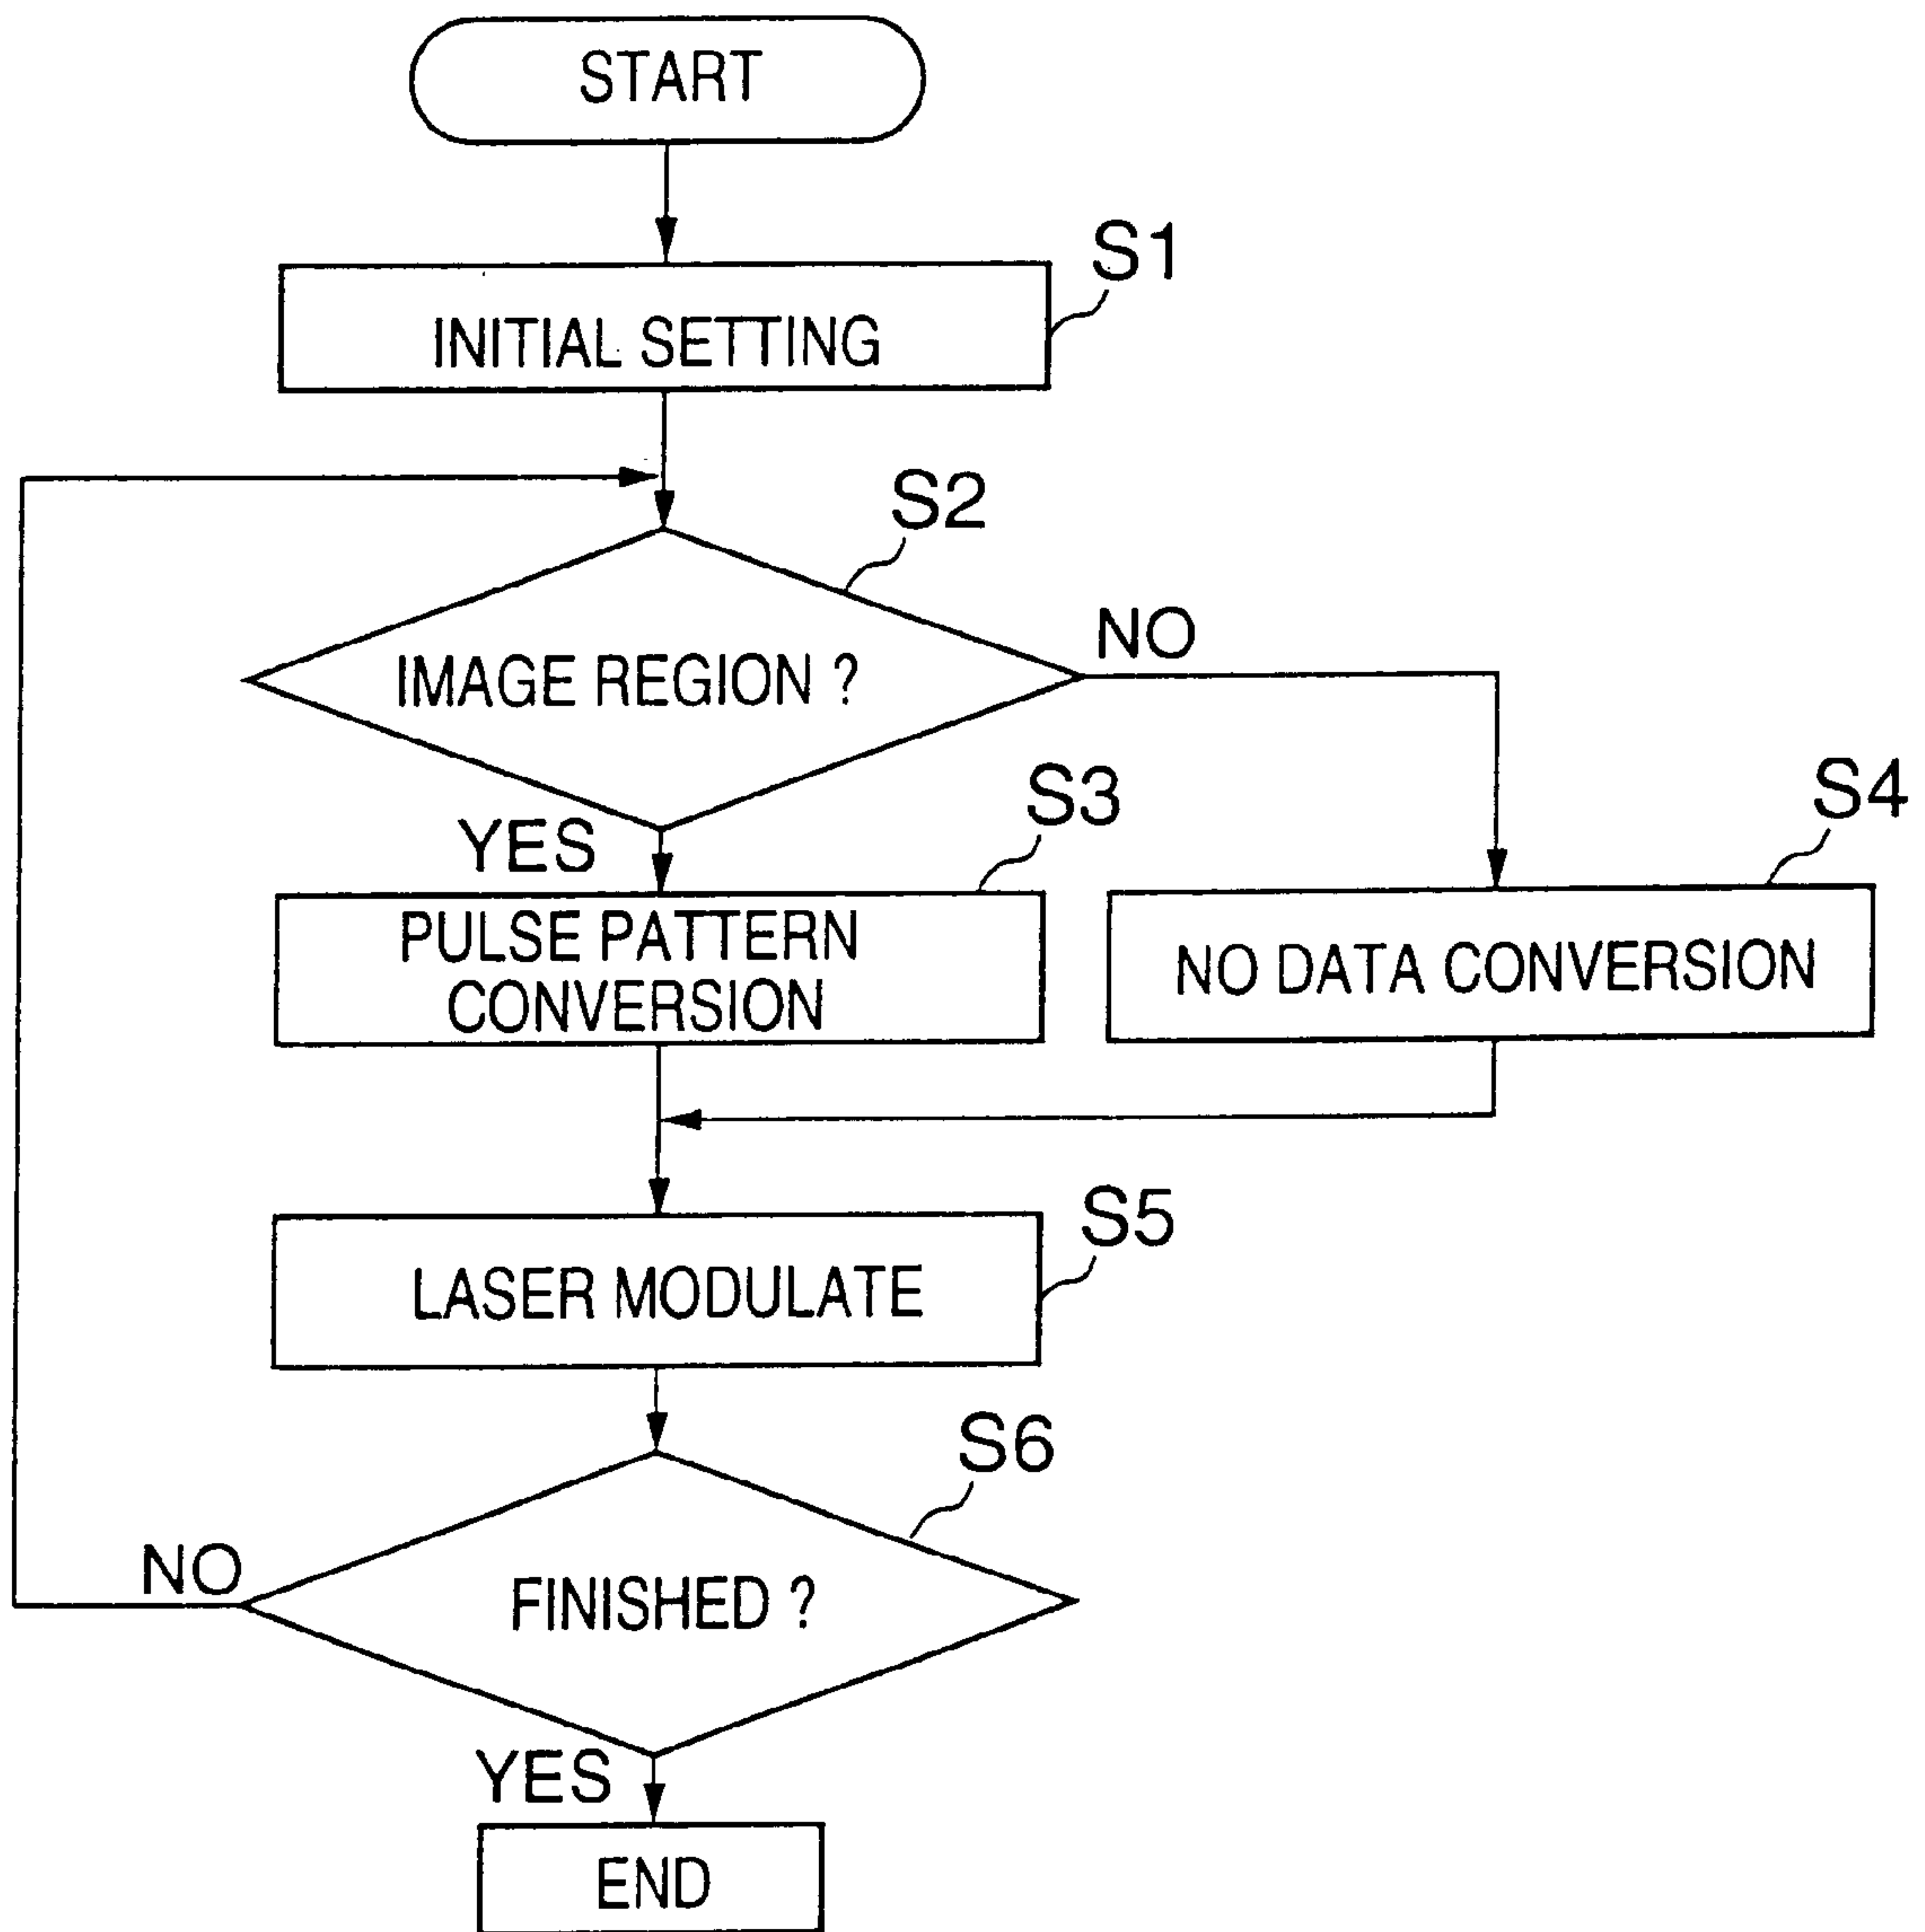 START
S1
INITIAL SETTING
S2
NO
IMAGE REGION ?
YES
S3
S4
PULSE PATTERN
CONVERSION
NO DATA CONVERSION
S5
LASER MODULATE
S6
NO
FINISHED ?
YES
END